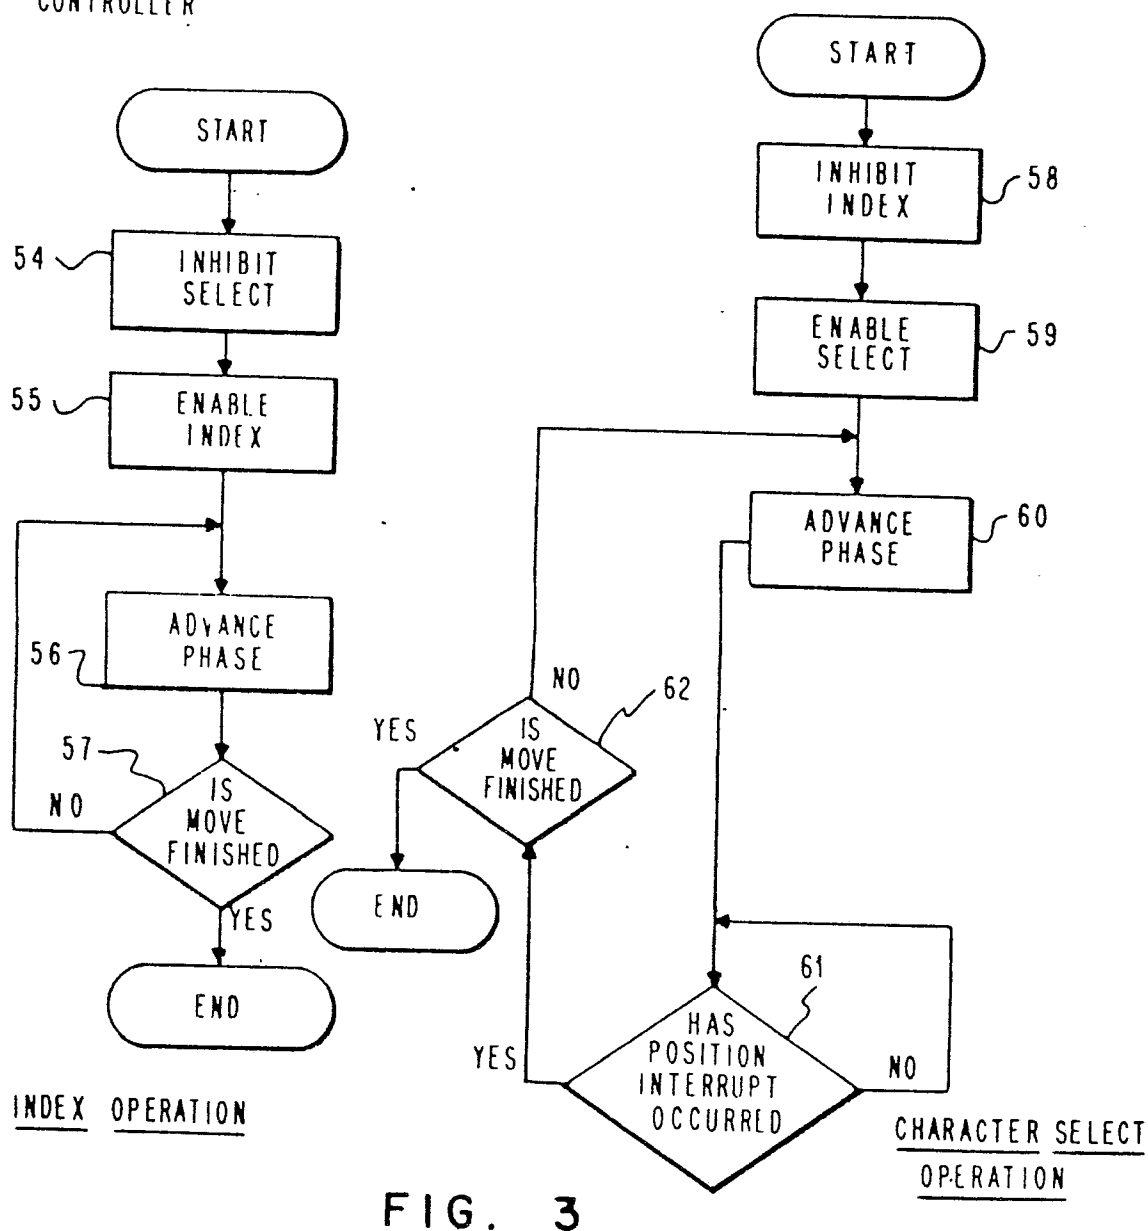 CONTROLLER
START
54
INHIBIT
SELECT
55
ENABLE
INDEX
56
ADVANCE
PHASE
57
IS
MOVE
FINISHED
NO
YES
END
INDEX OPERATION
START
INHIBIT
INDEX
58
ENABLE
SELECT
59
ADVANCE
PHASE
60
NO
62
YES
IS
MOVE
FINISHED
END
61
HAS
POSITION
INTERRUPT
OCCURRED
YES
NO
CHARACTER SELECT
OPERATION
FIG. 3